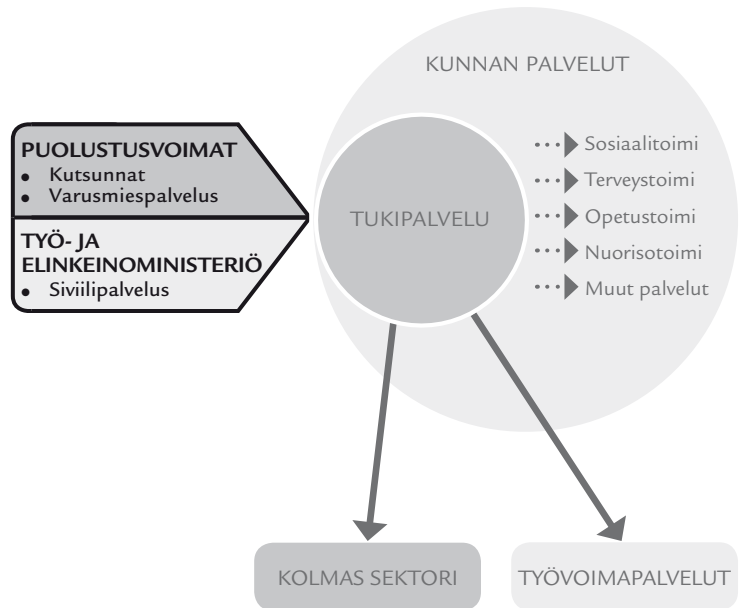 KUNNAN PALVELUT
PUOLUSTUSVOIMAT
• Kutsunnat
• Varusmiespalvelus
TYÖ- JA
ELINKEINOMINISTERIÖ
• Siviilipalvelus
TUKIPALVELU
Sosiaalitoimi
Terveystoimi
Opetustoimi
Nuorisotoimi
Muut palvelut
KOLMAS SEKTORI
TYÖVOIMAPALVELUT